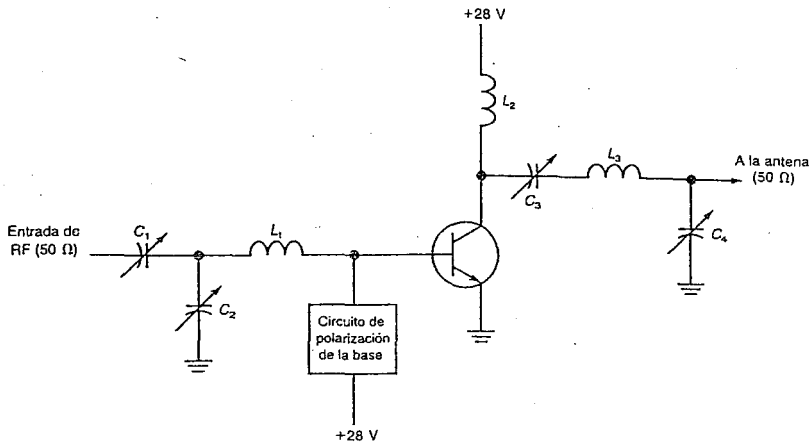 +28 V
L₂
C₃
L₃
A la antena
(50 Ω)
C₄
Entrada de
RF (50 Ω)
C₁
C₂
L₁
Circuito de
polarización
de la base
+28 V